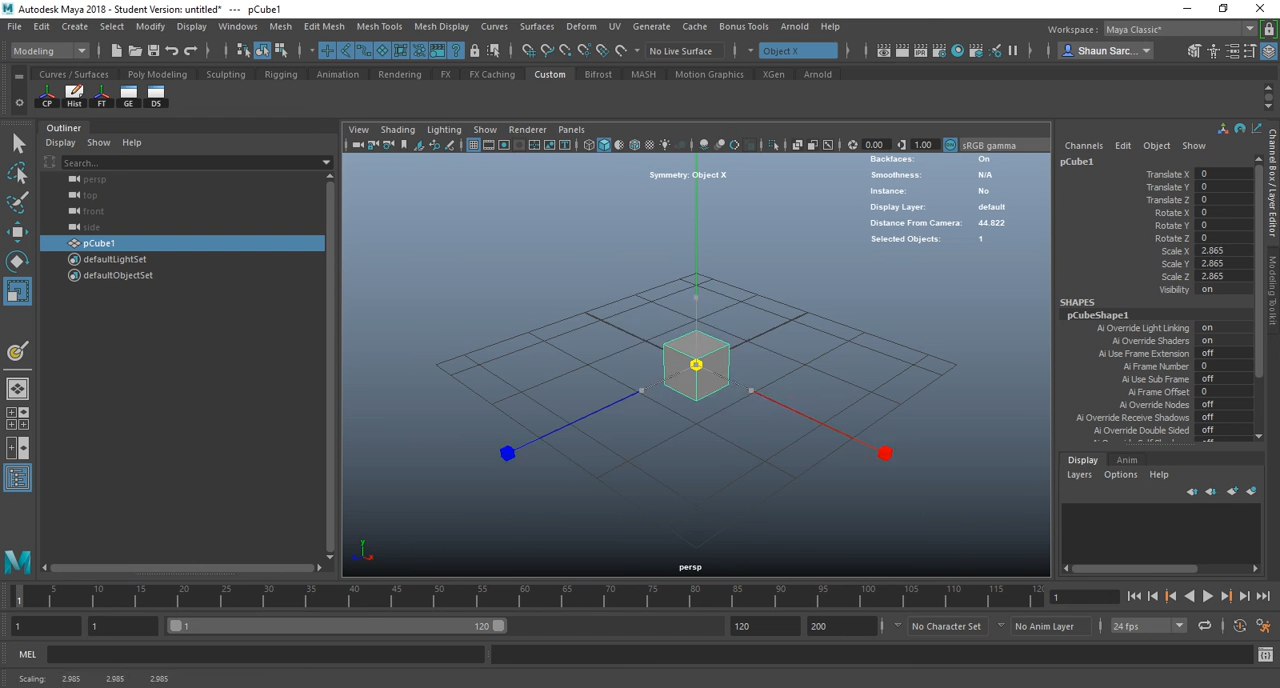 Autodesk Maya 2018 - Student Version: untitled*   ---   pCube1
File Edit Create Select Modify Display Windows Mesh Edit Mesh Mesh Tools Mesh Display Curves Surfaces Deform UV Generate Cache Bonus Tools Arnold Help
Workspace : Maya Classic*
Modeling No Live Surface Object X Shaun Sarc...
Curves / Surfaces Poly Modeling Sculpting Rigging Animation Rendering FX FX Caching Custom Bifrost MASH Motion Graphics XGen Arnold
CP Hist FT GE DS
Outliner
Display Show Help
Search...
persp
top
front
side
pCube1
defaultLightSet
defaultObjectSet
View Shading Lighting Show Renderer Panels
0.00 1.00 sRGB gamma
Backfaces: On
Symmetry: Object X
Smoothness: N/A
Instance: No
Display Layer: default
Distance From Camera: 44.822
Selected Objects: 1
y
x
persp
Channels Edit Object Show
pCube1
Translate X 0
Translate Y 0
Translate Z 0
Rotate X 0
Rotate Y 0
Rotate Z 0
Scale X 2.865
Scale Y 2.865
Scale Z 2.865
Visibility on
SHAPES
pCubeShape1
Ai Override Light Linking on
Ai Override Shaders on
Ai Use Frame Extension off
Ai Frame Number 0
Ai Use Sub Frame off
Ai Frame Offset 0
Ai Override Nodes off
Ai Override Receive Shadows off
Ai Override Double Sided off
Display Anim
Layers Options Help
Channel Box / Layer Editor
Modeling Toolkit
1 5 10 15 20 25 30 35 40 45 50 55 60 65 70 75 80 85 90 95 100 105 110 115 120 1
1 1 1 120 120 200 No Character Set No Anim Layer 24 fps
MEL
Scaling: 2.985 2.985 2.985